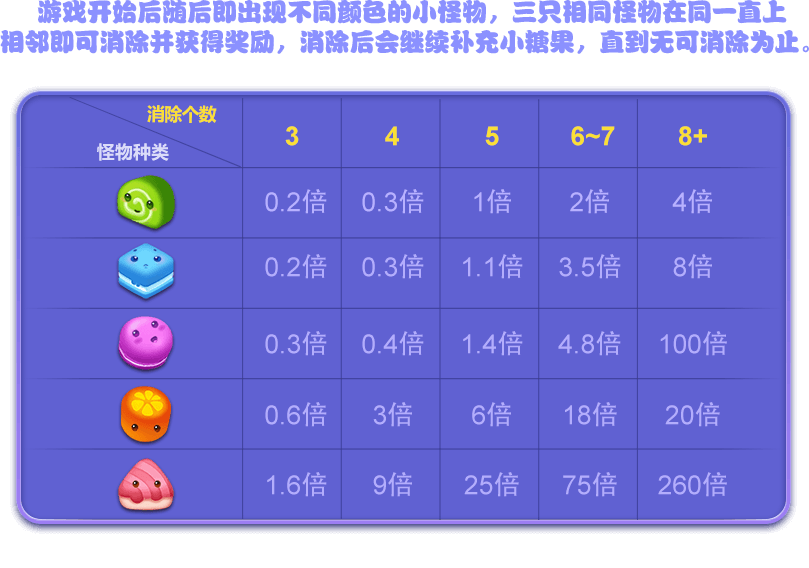 游戏开始后随后即出现不同颜色的小怪物，三只相同怪物在同一直上
相邻即可消除并获得奖励，消除后会继续补充小糖果，直到无可消除为止。
消除个数 3 4 5 6~7 8+
怪物种类
0.2倍 0.3倍 1倍 2倍 4倍
0.2倍 0.3倍 1.1倍 3.5倍 8倍
0.3倍 0.4倍 1.4倍 4.8倍 100倍
0.6倍 3倍 6倍 18倍 20倍
1.6倍 9倍 25倍 75倍 260倍